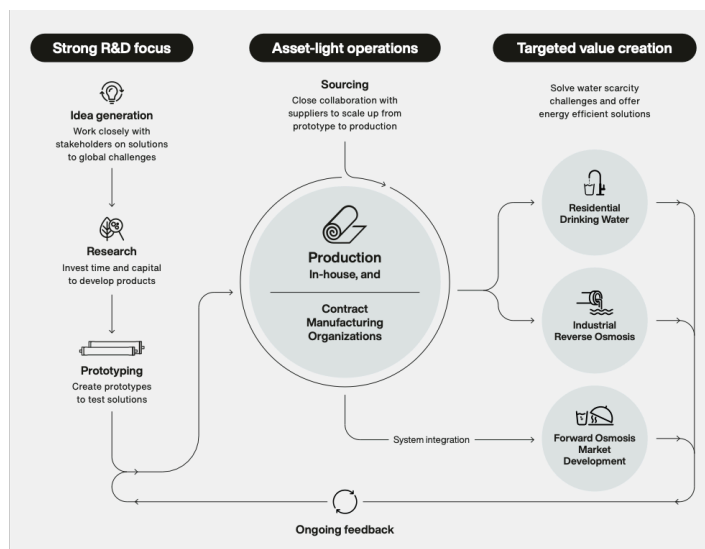 Strong R&D focus
Idea generation
Work closely with
stakeholders on solutions
to global challenges
Research
Invest time and capital
to develop products
Prototyping
Create prototypes
to test solutions
Asset-light operations
Sourcing
Close collaboration with
suppliers to scale up from
prototype to production
Production
In-house, and
Contract
Manufacturing
Organizations
System integration
Targeted value creation
Solve water scarcity
challenges and offer
energy efficient solutions
Residential
Drinking Water
Industrial
Reverse Osmosis
Forward Osmosis
Market
Development
Ongoing feedback